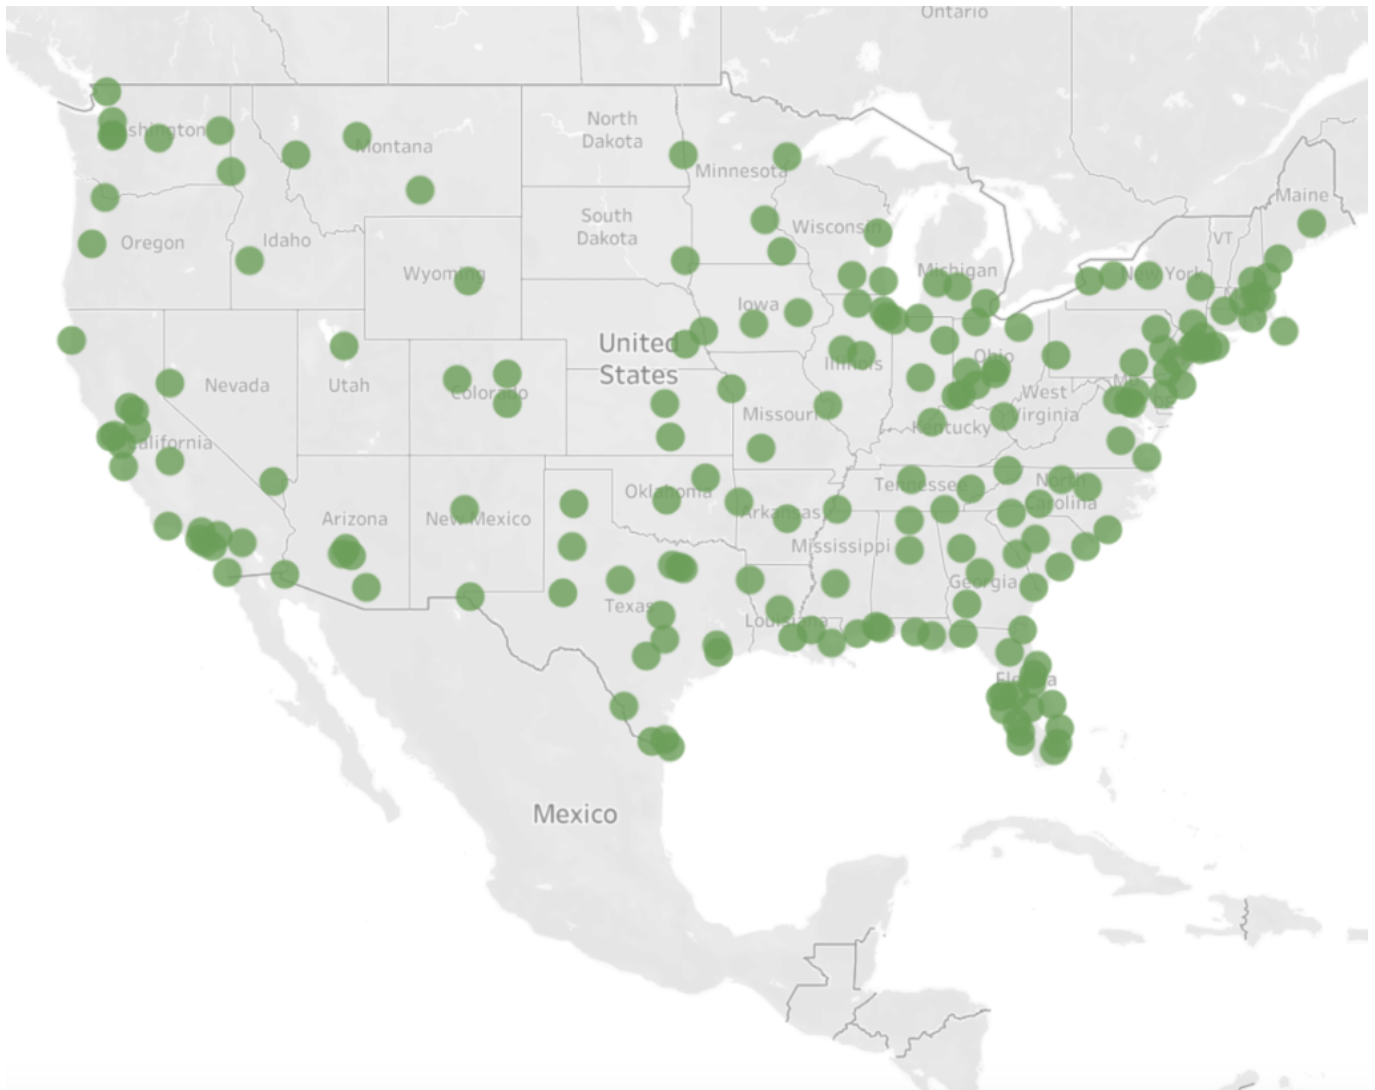 Ontario
North
Dakota
Montana
Minnesota
Maine
South
Dakota
Wisconsin
VT
Oregon
Idaho
Wyoming
Michigan
New York
Iowa
United
States
Nevada
Utah
Illinois
Ohio
Colorado
West
Virginia
Missouri
Kentucky
California
Oklahoma
Tennessee
North
Carolina
Arizona
New Mexico
Arkansas
Mississippi
Georgia
Texas
Louisiana
Florida
Mexico